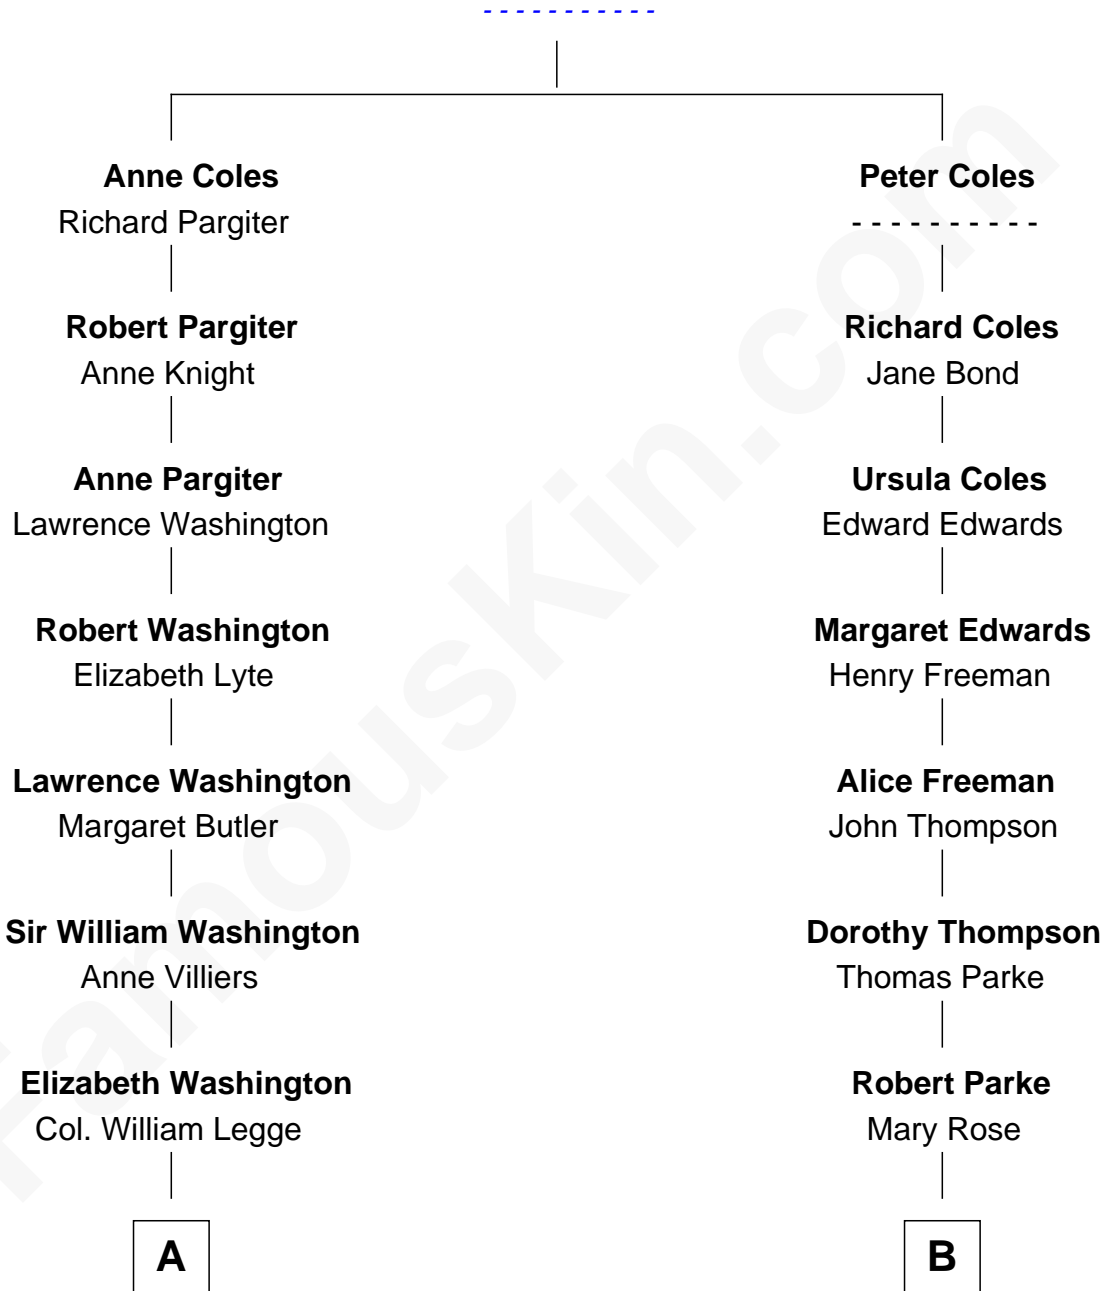 - - - - - - - - - - -
Anne Coles
Richard Pargiter
Peter Coles
- - - - - - - - - -
Robert Pargiter
Anne Knight
Richard Coles
Jane Bond
Anne Pargiter
Lawrence Washington
Ursula Coles
Edward Edwards
Robert Washington
Elizabeth Lyte
Margaret Edwards
Henry Freeman
Lawrence Washington
Margaret Butler
Alice Freeman
John Thompson
Sir William Washington
Anne Villiers
Dorothy Thompson
Thomas Parke
Elizabeth Washington
Col. William Legge
Robert Parke
Mary Rose
A
B
FamousKin.com